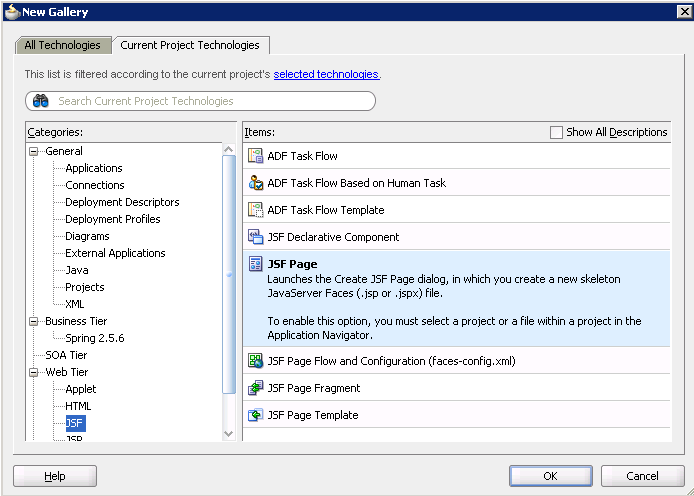 New Gallery
All Technologies
Current Project Technologies
This list is filtered according to the current project's selected technologies.
Search Current Project Technologies
Categories:
General
Applications
Connections
Deployment Descriptors
Deployment Profiles
Diagrams
External Applications
Java
Projects
XML
Business Tier
Spring 2.5.6
SOA Tier
Web Tier
Applet
HTML
JSF
JSP
Items:
Show All Descriptions
ADF Task Flow
ADF Task Flow Based on Human Task
ADF Task Flow Template
JSF Declarative Component
JSF Page
Launches the Create JSF Page dialog, in which you create a new skeleton
JavaServer Faces (.jsp or .jspx) file.
To enable this option, you must select a project or a file within a project in the
Application Navigator.
JSF Page Flow and Configuration (faces-config.xml)
JSF Page Fragment
JSF Page Template
Help
OK
Cancel